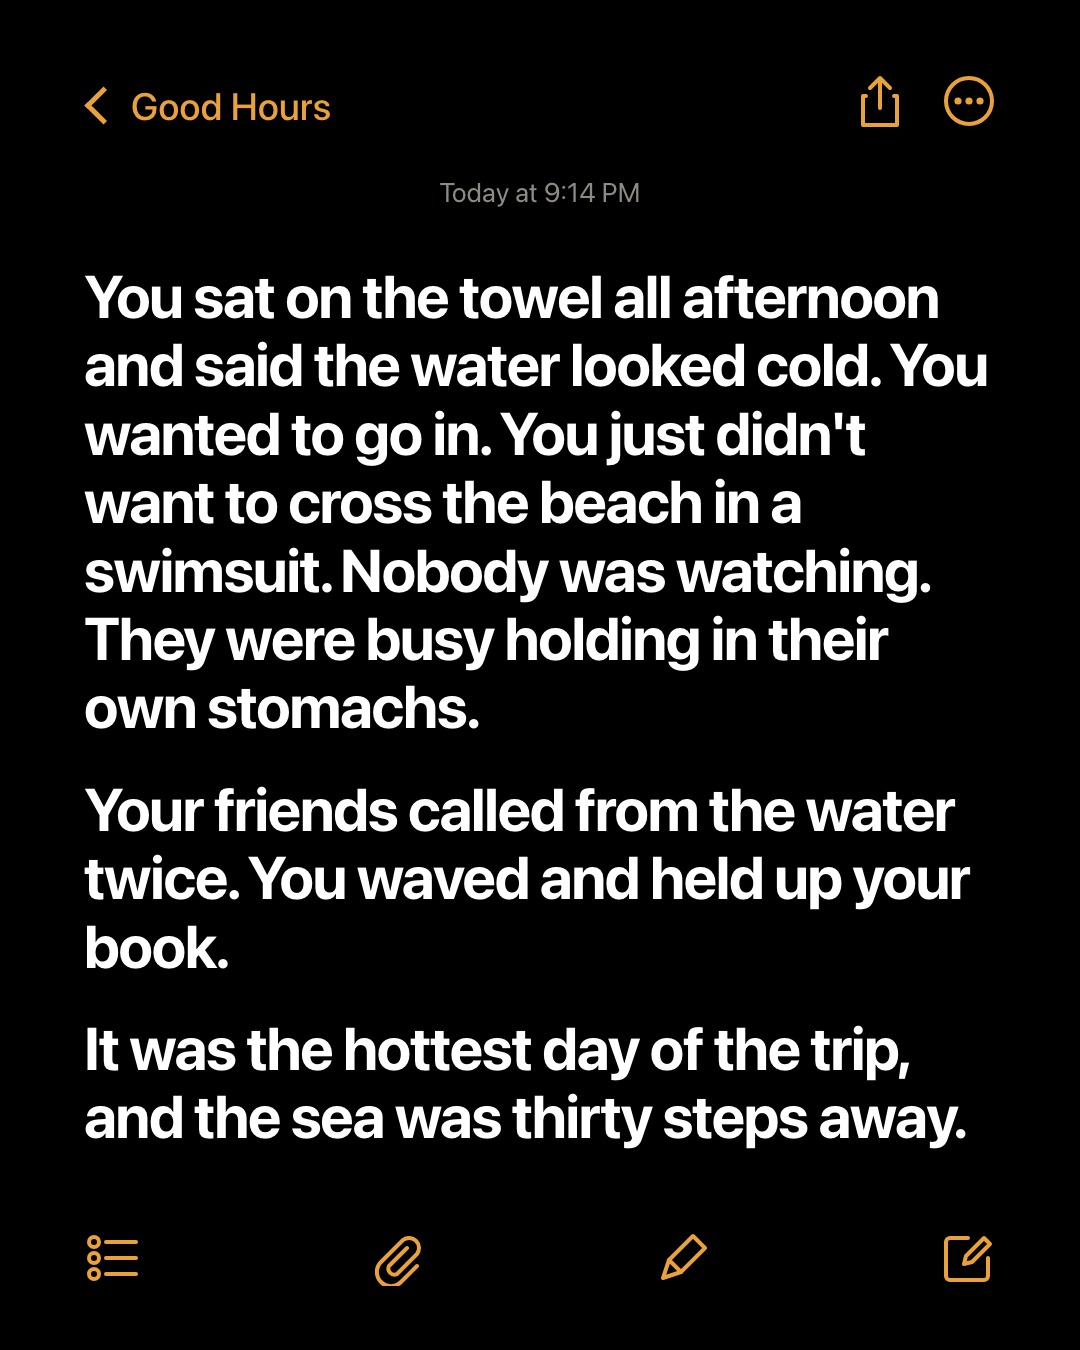 Good Hours
Today at 9:14 PM
You sat on the towel all afternoon
and said the water looked cold. You
wanted to go in. You just didn't
want to cross the beach in a
swimsuit. Nobody was watching.
They were busy holding in their
own stomachs.
Your friends called from the water
twice. You waved and held up your
book.
It was the hottest day of the trip,
and the sea was thirty steps away.